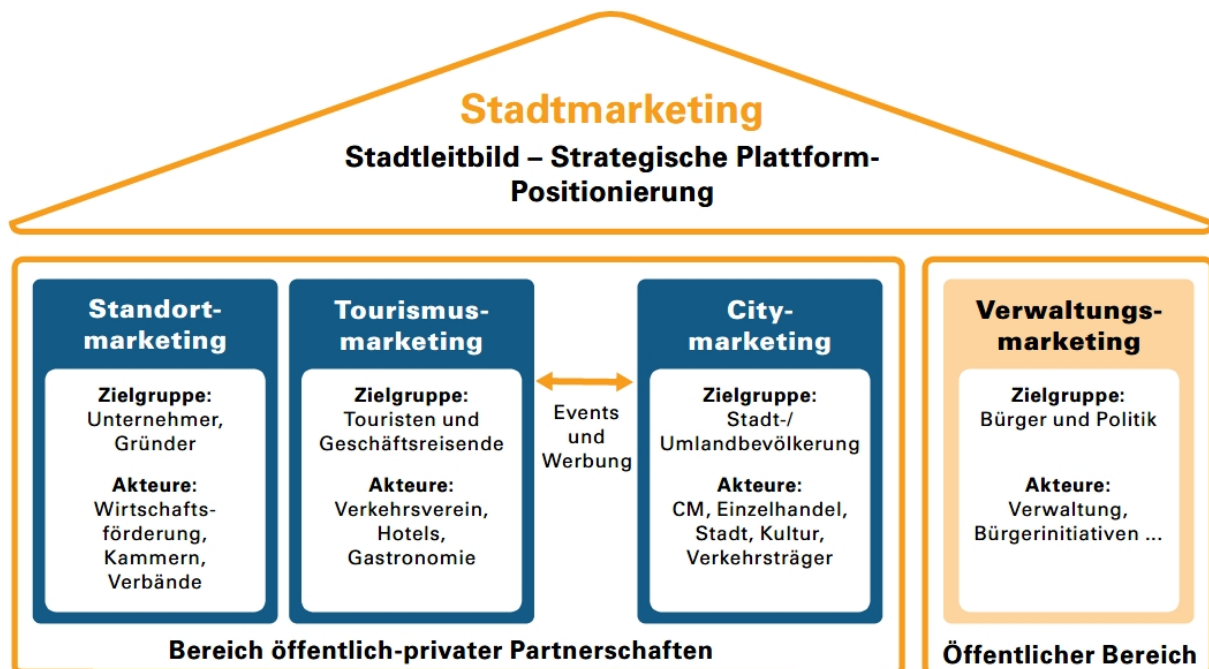 Stadtmarketing
Stadtleitbild – Strategische Plattform-
Positionierung
Standort-
marketing
Zielgruppe:
Unternehmer,
Gründer
Akteure:
Wirtschafts-
förderung,
Kammern,
Verbände
Tourismus-
marketing
Zielgruppe:
Touristen und
Geschäftsreisende
Akteure:
Verkehrsverein,
Hotels,
Gastronomie
Events
und
Werbung
City-
marketing
Zielgruppe:
Stadt-/
Umlandbevölkerung
Akteure:
CM, Einzelhandel,
Stadt, Kultur,
Verkehrsträger
Bereich öffentlich-privater Partnerschaften
Verwaltungs-
marketing
Zielgruppe:
Bürger und Politik
Akteure:
Verwaltung,
Bürgerinitiativen ...
Öffentlicher Bereich